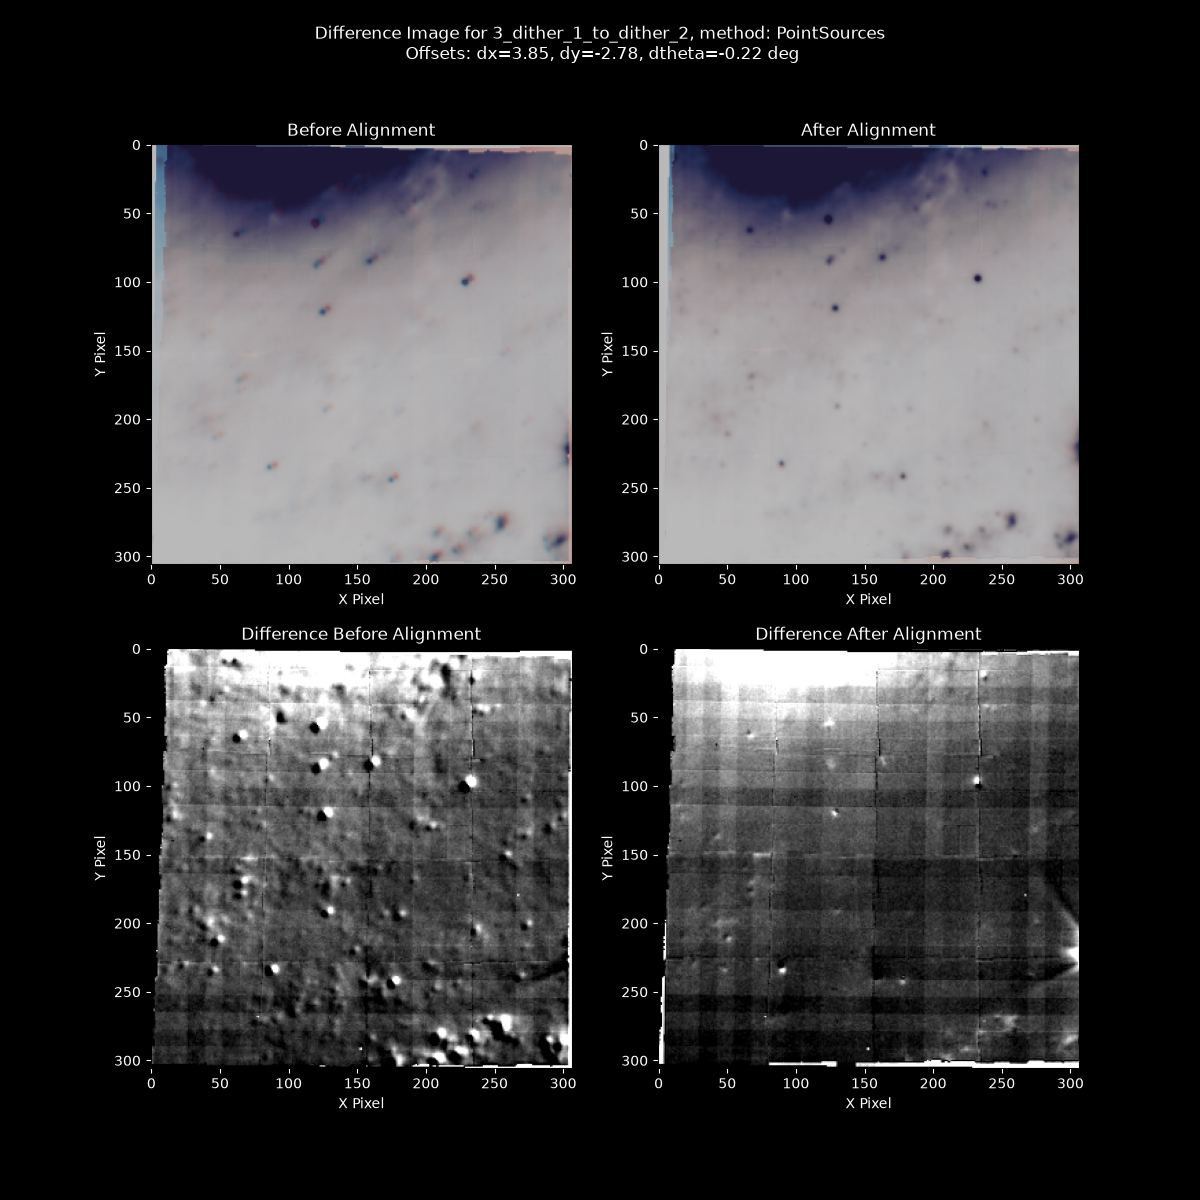 Difference Image for 3_dither_1_to_dither_2, method: PointSources
Offsets: dx=3.85, dy=-2.78, dtheta=-0.22 deg
Before Alignment
After Alignment
0
50
100
150
200
250
300
Y Pixel
0 50 100 150 200 250 300
X Pixel
0
50
100
150
200
250
300
Y Pixel
0 50 100 150 200 250 300
X Pixel
Difference Before Alignment
Difference After Alignment
0
50
100
150
200
250
300
Y Pixel
0 50 100 150 200 250 300
X Pixel
0
50
100
150
200
250
300
Y Pixel
0 50 100 150 200 250 300
X Pixel